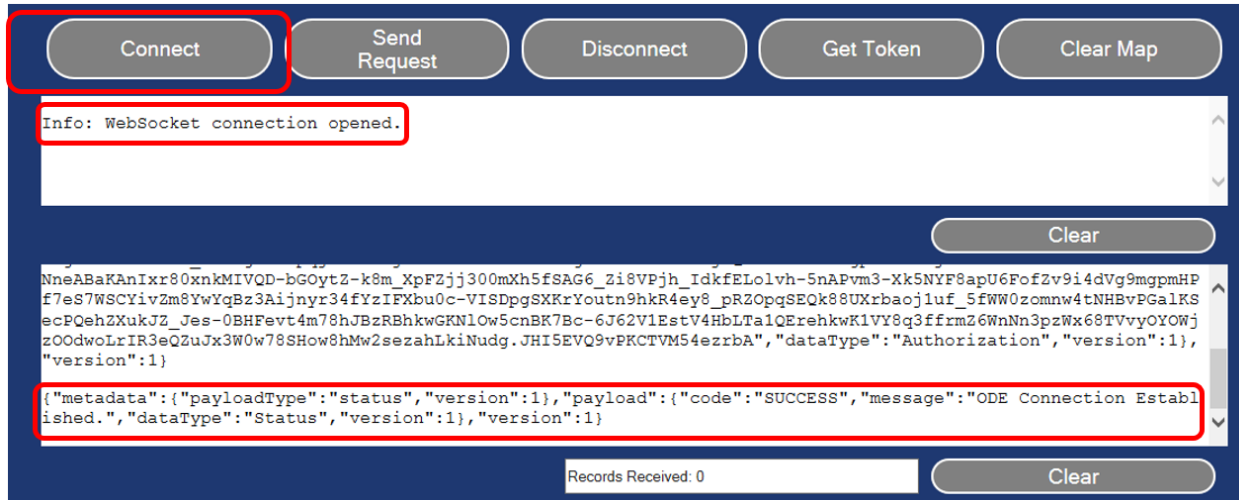 Connect
Send
Request
Disconnect
Get Token
Clear Map
Info: WebSocket connection opened.
Clear
NneABaKAnIxr80xnkMIVQD-bGOytZ-k8m_XpFZjj300mXh5fSAG6_Zi8VPjh_IdkfELolvh-5nAPvm3-Xk5NYF8apU6FofZv9i4dVg9mgpmHP
f7eS7WSCYivZm8YwYqBz3Aijnyr34fYzIFXbu0c-VISDpgSXKrYoutn9hkR4ey8_pRZOpqSEQk88UXrbaoj1uf_5fWW0zomnw4tNHBvPGalKS
ecPQehZXukJZ_Jes-0BHFevt4m78hJBzRBhkwGKNlOw5cnBK7Bc-6J62V1EstV4HbLTalQErehkwK1VY8q3ffrmZ6WnNn3pzWx68TVvyOYOWj
zOOdwoLrIR3eQZuJx3W0w78SHow8hMw2sezahLkiNudg.JHI5EVQ9vPKCTVM54ezrbA","dataType":"Authorization","version":1},
"version":1}
{"metadata":{"payloadType":"status","version":1},"payload":{"code":"SUCCESS","message":"ODE Connection Establ
ished.","dataType":"Status","version":1},"version":1}
Records Received: 0
Clear